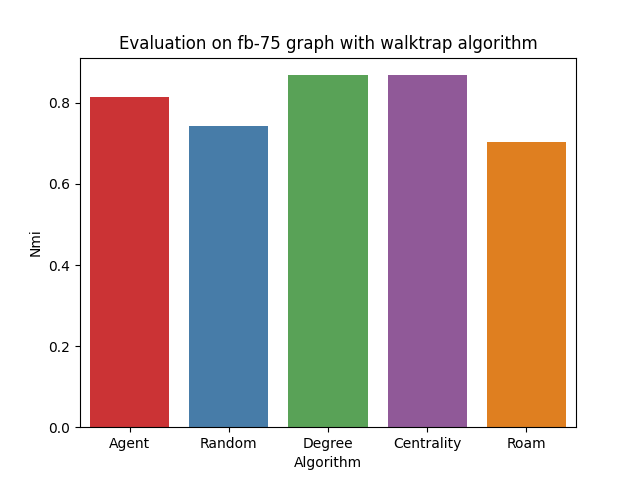 Evaluation on fb-75 graph with walktrap algorithm
0.8
0.6
0.4
0.2
0.0
Nmi
Agent Random Degree Centrality Roam
Algorithm